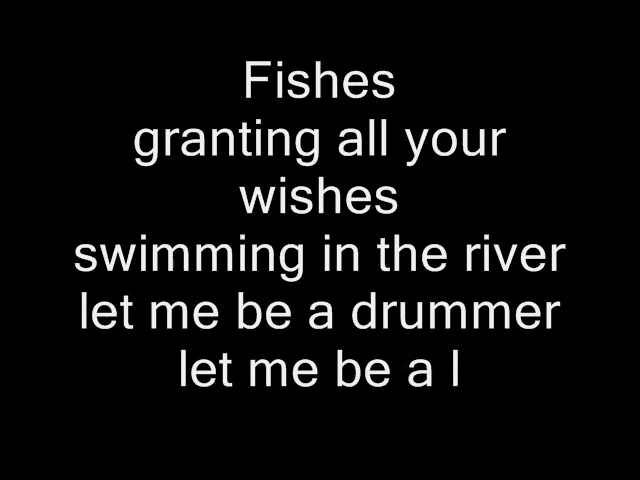 Fishes
granting all your
wishes
swimming in the river
let me be a drummer
let me be a l